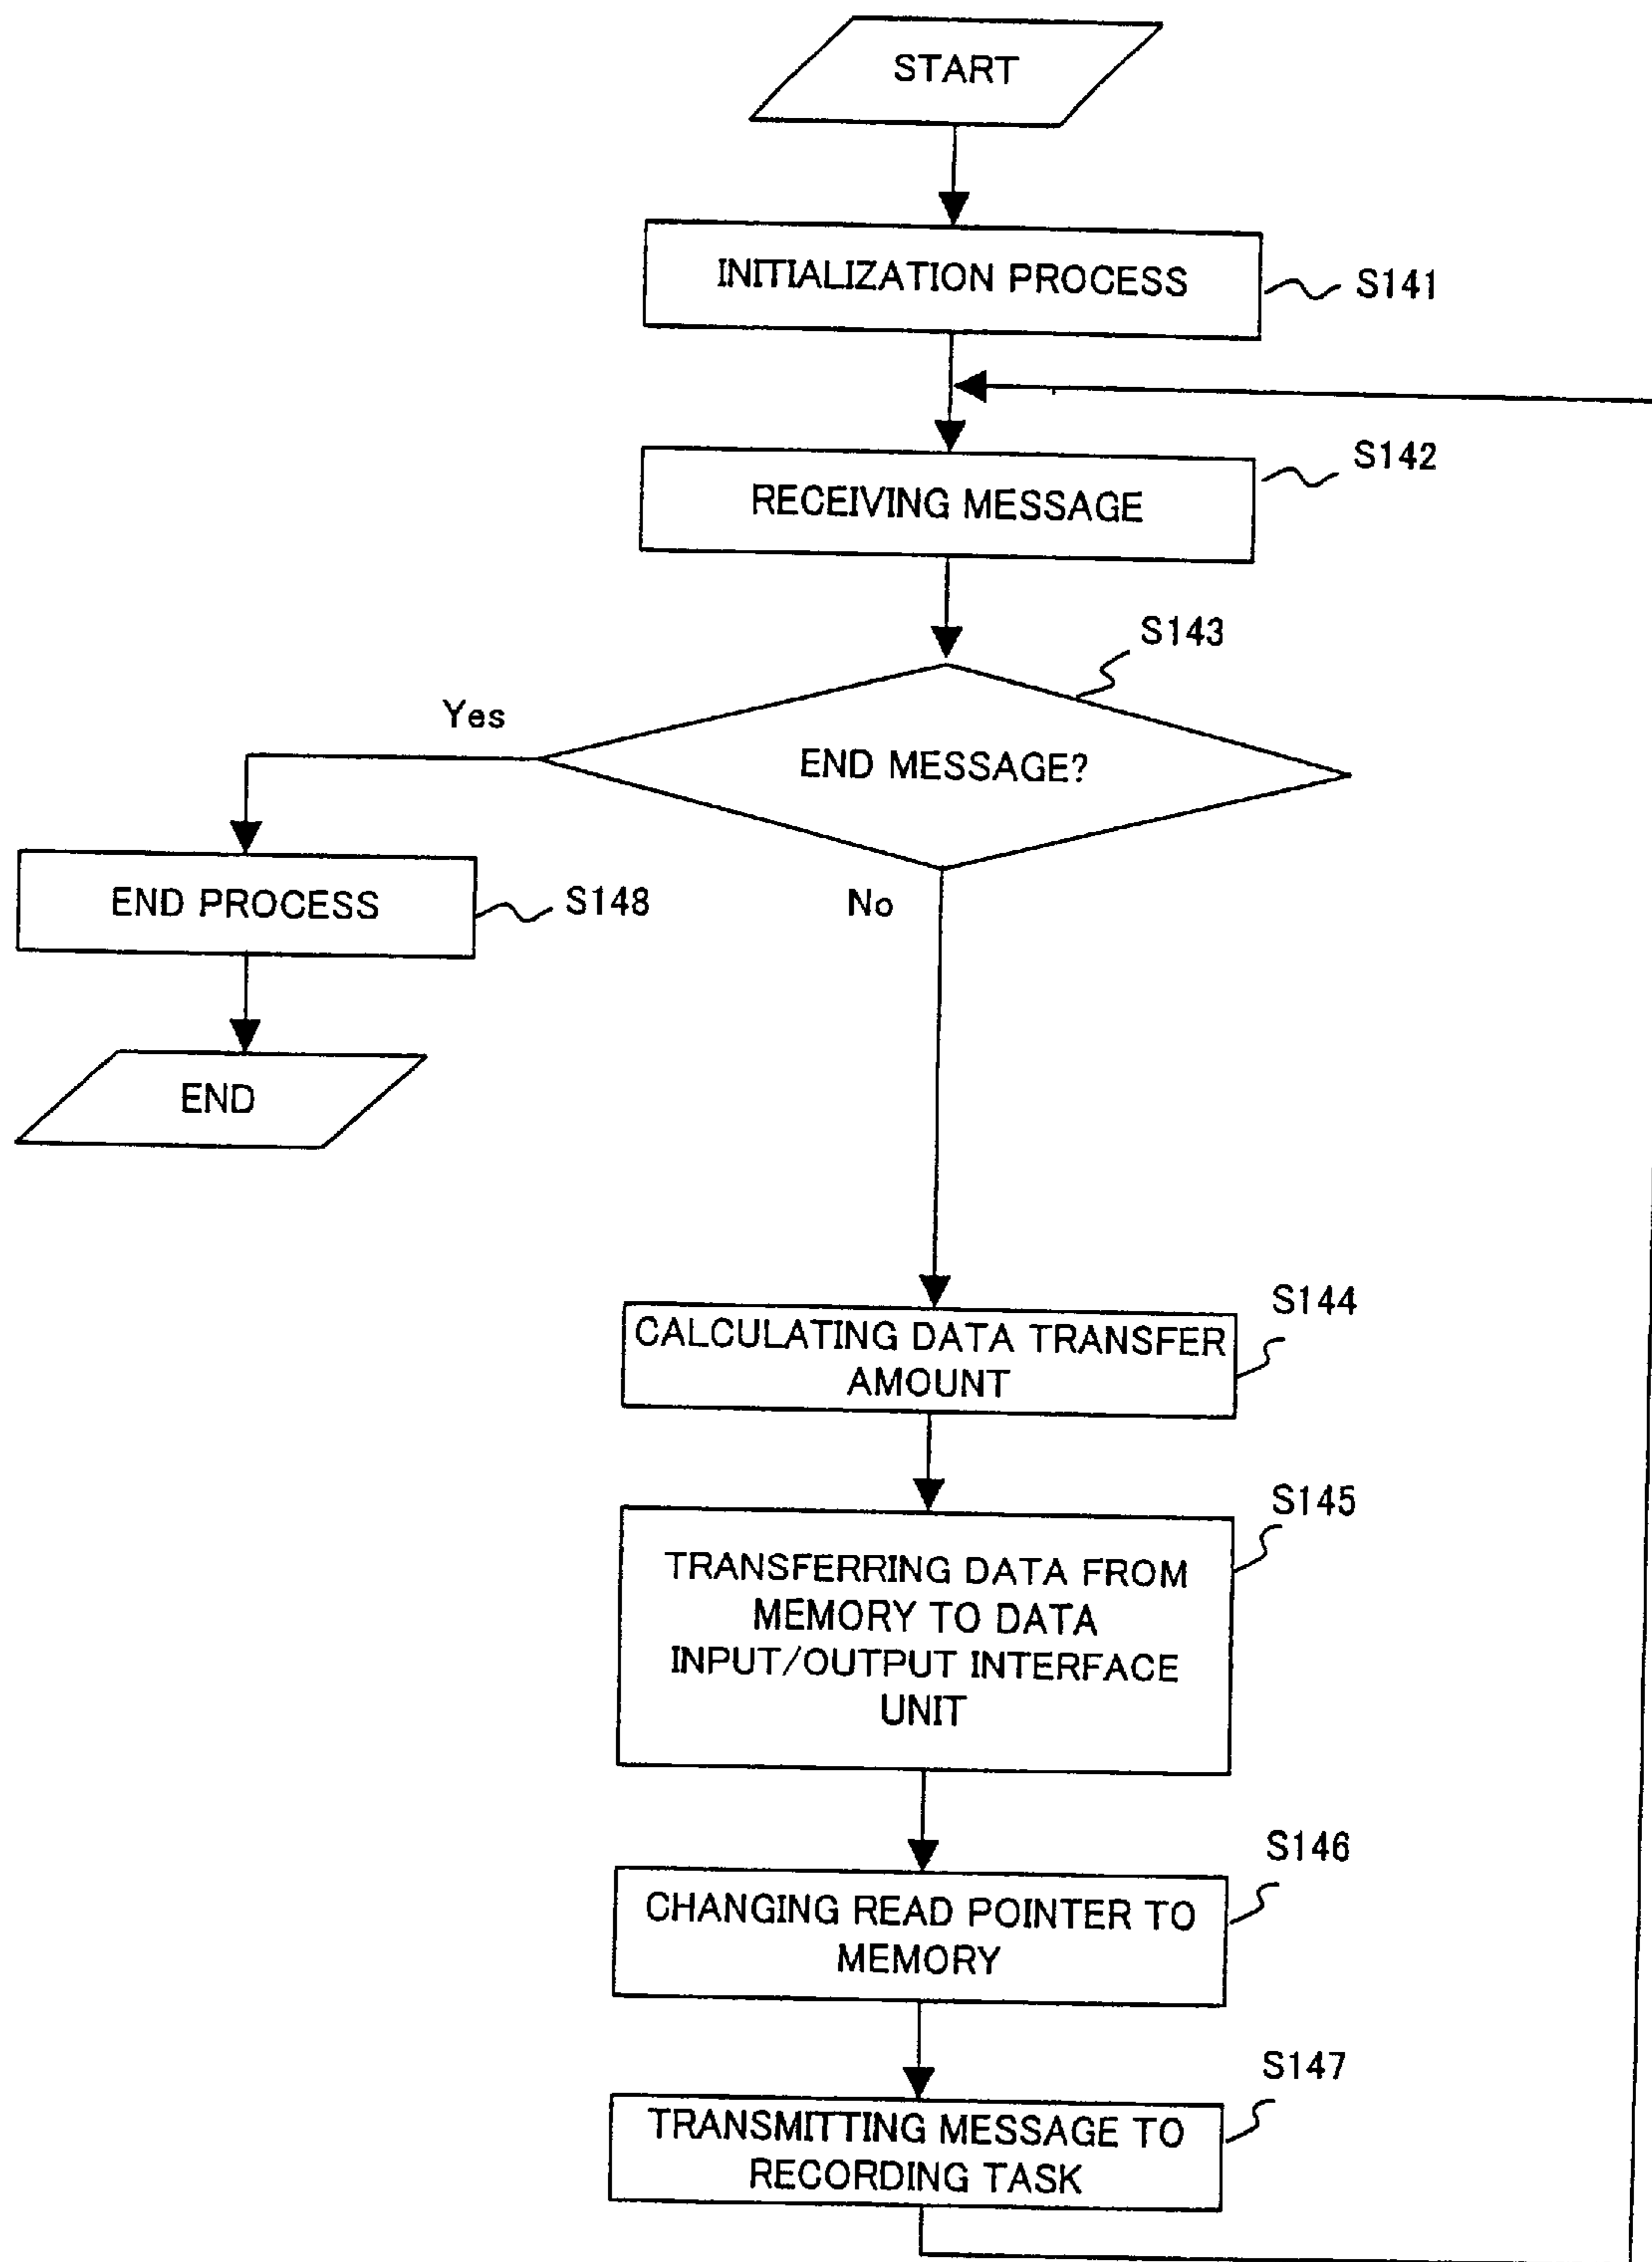 START
INITIALIZATION PROCESS
S141
S142
RECEIVING MESSAGE
S143
Yes
END MESSAGE?
END PROCESS
S148
No
END
S144
CALCULATING DATA TRANSFER
AMOUNT
S145
TRANSFERRING DATA FROM
MEMORY TO DATA
INPUT/OUTPUT INTERFACE
UNIT
S146
CHANGING READ POINTER TO
MEMORY
S147
TRANSMITTING MESSAGE TO
RECORDING TASK